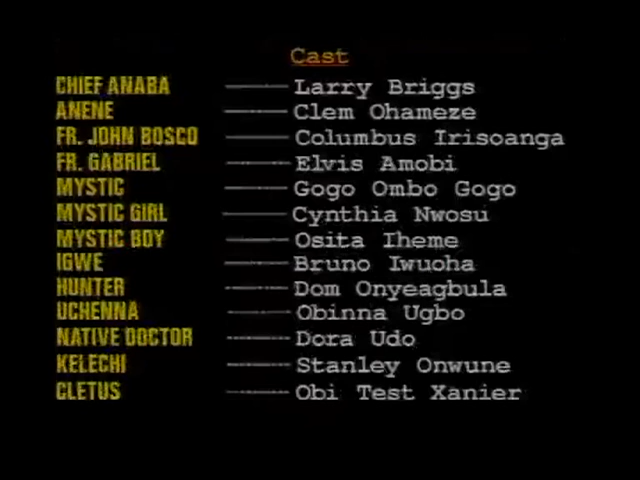 Cast
CHIEF ANABA ——— Larry Briggs
ANENE ——— Clem Ohameze
FR. JOHN BOSCO ——— Columbus Irisoanga
FR. GABRIEL ——— Elvis Amobi
MYSTIC ——— Gogo Ombo Gogo
MYSTIC GIRL ——— Cynthia Nwosu
MYSTIC BOY ——— Osita Iheme
IGWE ——— Bruno Iwuoha
HUNTER ——— Dom Onyeagbula
UCHENNA ——— Obinna Ugbo
NATIVE DOCTOR ——— Dora Udo
KELECHI ——— Stanley Onwune
CLETUS ——— Obi Test Xanier